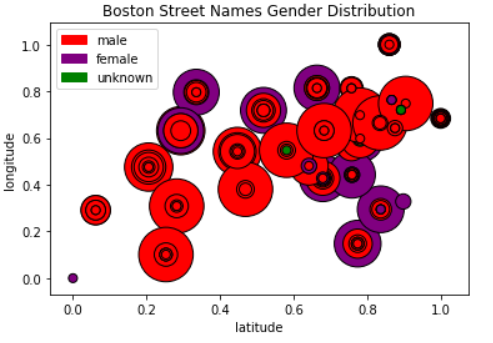 Boston Street Names Gender Distribution
male
female
unknown
longitude
1.0
0.8
0.6
0.4
0.2
0.0
0.0 0.2 0.4 0.6 0.8 1.0
latitude